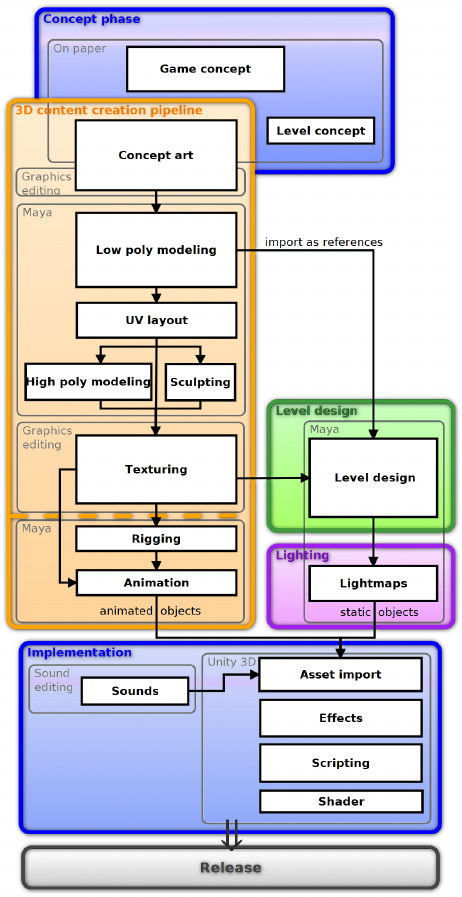 Concept phase
On paper
Game concept
Level concept
3D content creation pipeline
Concept art
Graphics
editing
Maya
Low poly modeling
import as references
UV layout
High poly modeling
Sculpting
Graphics
editing
Texturing
Level design
Maya
Level design
Maya
Rigging
Animation
animated objects
Lighting
Lightmaps
static objects
Implementation
Sound
editing
Sounds
Unity 3D
Asset import
Effects
Scripting
Shader
Release